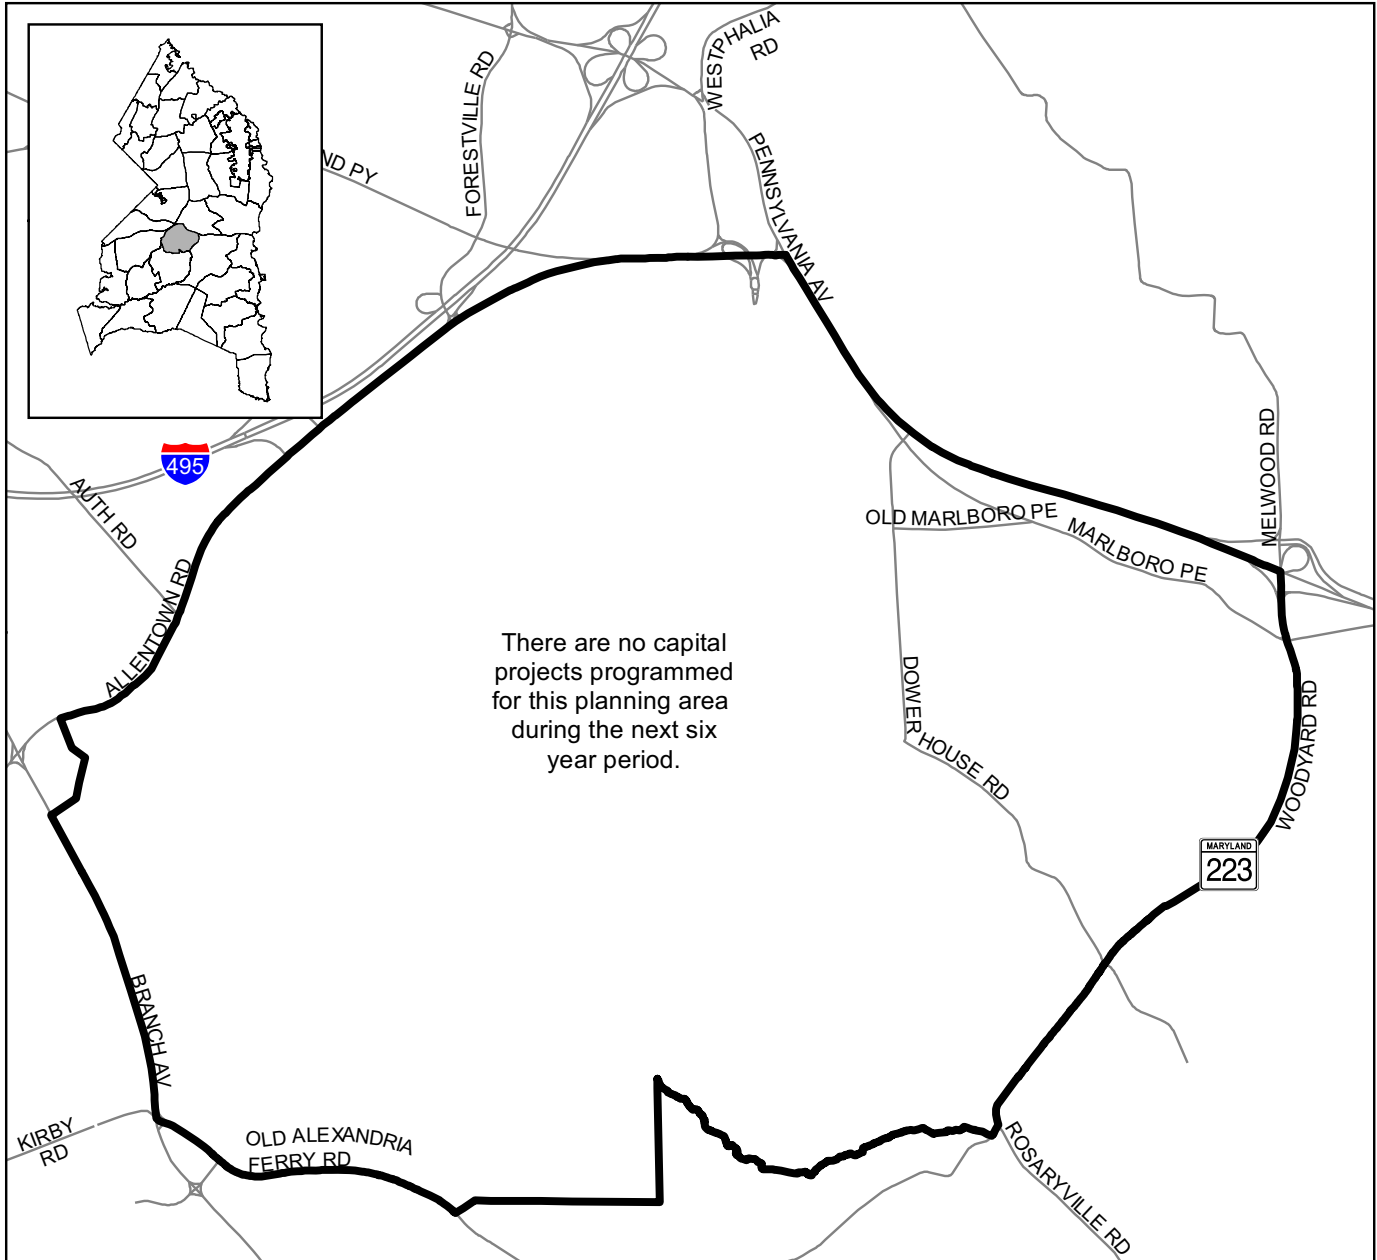 WESTPHALIA
RD
FORESTVILLE RD
ND PY
PENNSYLVANIA AV
MELWOOD RD
495
AUTH RD
OLD MARLBORO PE
MARLBORO PE
ALLENTOWN RD
There are no capital
projects programmed
for this planning area
during the next six
year period.
DOWER HOUSE RD
WOODYARD RD
MARYLAND
223
BRANCH AV
KIRBY
RD
OLD ALEXANDRIA
FERRY RD
ROSARYVILLE RD